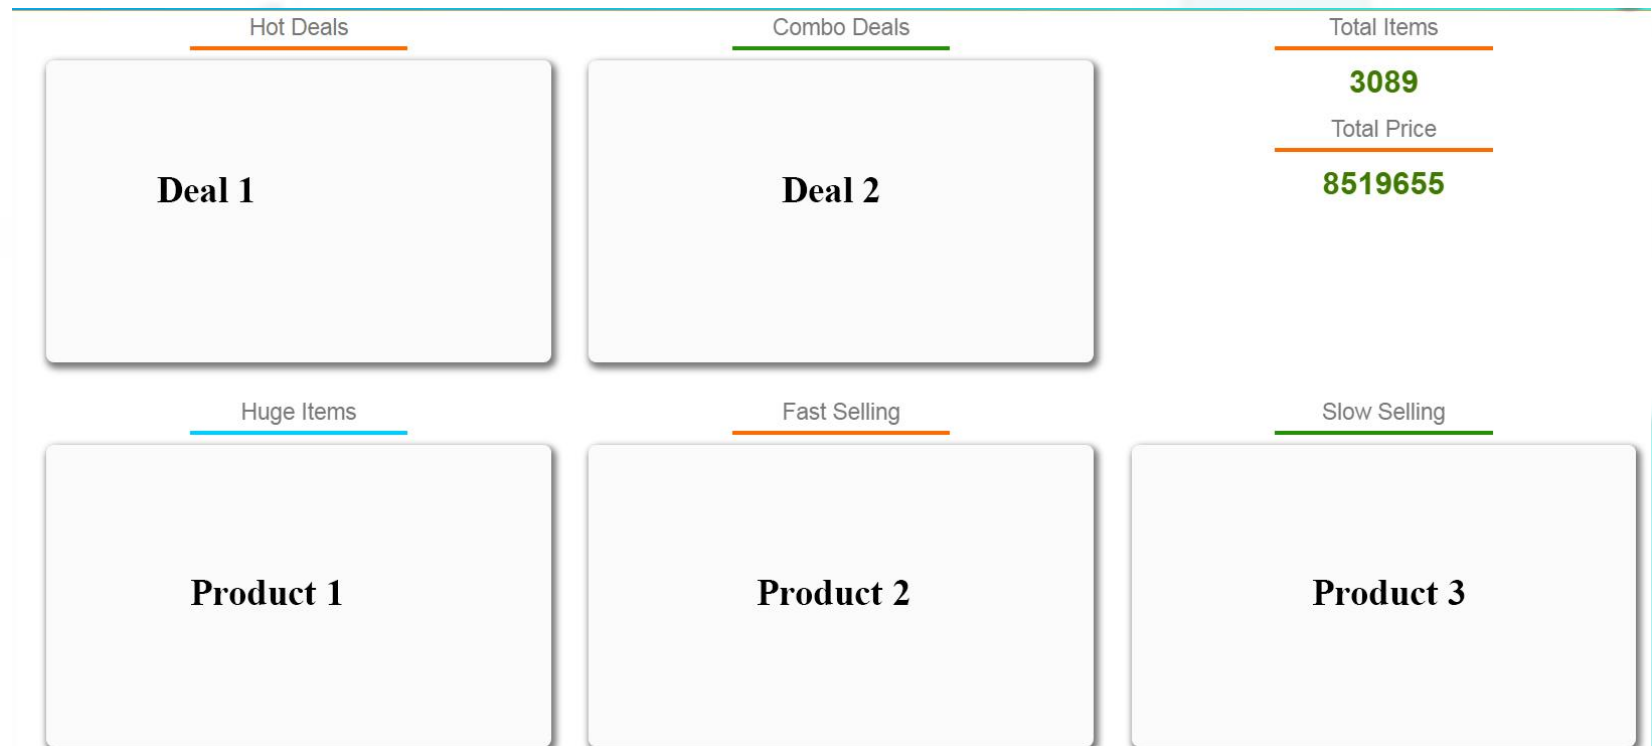 Hot Deals
Combo Deals
Total Items
3089
Total Price
8519655
Deal 1
Deal 2
Huge Items
Fast Selling
Slow Selling
Product 1
Product 2
Product 3